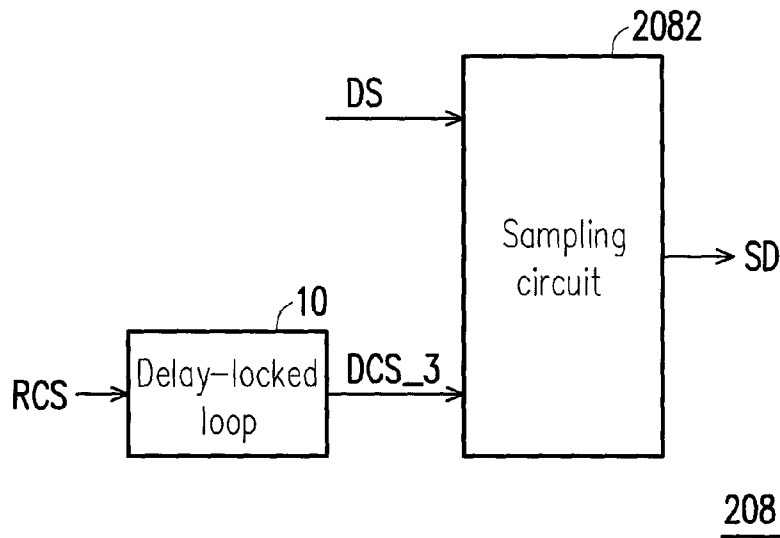 2082
DS
Sampling
circuit
SD
10
RCS
Delay-locked
loop
DCS_3
208